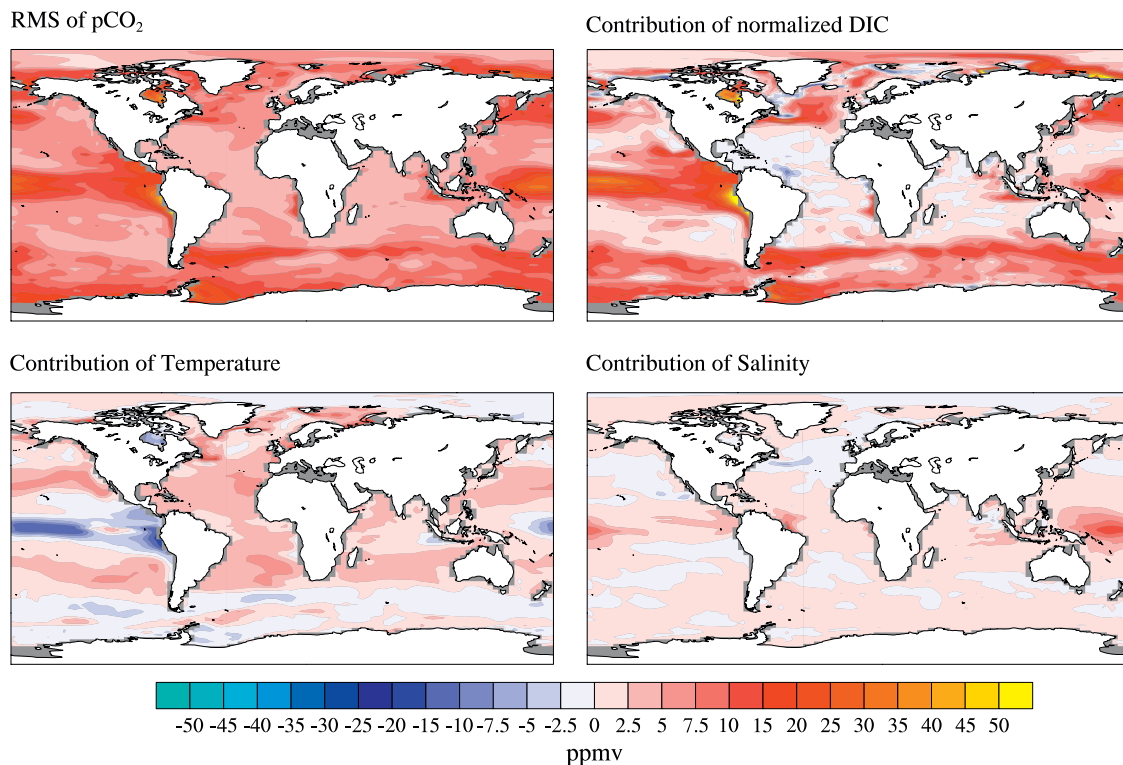 RMS of pCO₂
Contribution of normalized DIC
Contribution of Temperature
Contribution of Salinity
-50 -45 -40 -35 -30 -25 -20 -15 -10 -7.5 -5 -2.5 0 2.5 5 7.5 10 15 20 25 30 35 40 45 50
ppmv